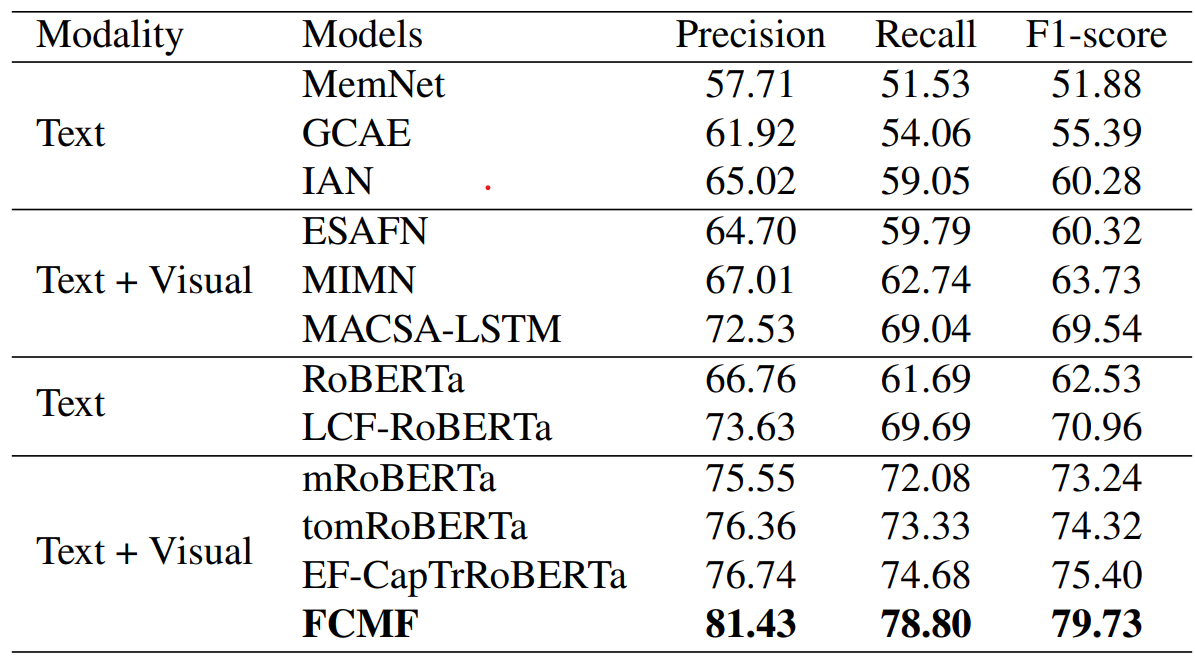 Modality Models Precision Recall F1-score
MemNet 57.71 51.53 51.88
Text GCAE 61.92 54.06 55.39
IAN 65.02 59.05 60.28
ESAFN 64.70 59.79 60.32
Text + Visual MIMN 67.01 62.74 63.73
MACSA-LSTM 72.53 69.04 69.54
Text
RoBERTa 66.76 61.69 62.53
LCF-RoBERTa 73.63 69.69 70.96
Text + Visual
mRoBERTa 75.55 72.08 73.24
tomRoBERTa 76.36 73.33 74.32
EF-CapTrRoBERTa 76.74 74.68 75.40
FCMF 81.43 78.80 79.73